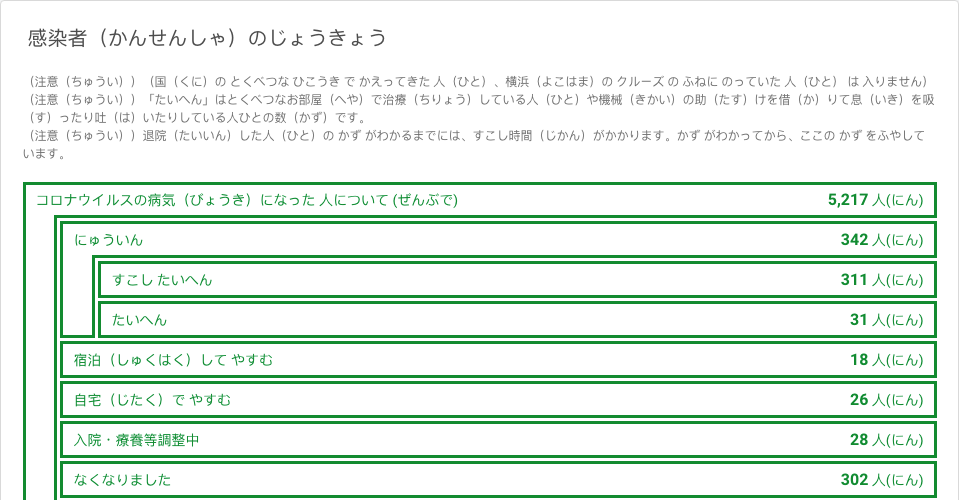 感染者（かんせんしゃ）のじょうきょう
（注意（ちゅうい））（国（くに）の とくべつな ひこうき で かえってきた 人（ひと）、横浜（よこはま）の クルーズ の ふねに のっていた 人（ひと） は 入りません）
（注意（ちゅうい））「たいへん」はとくべつなお部屋（へや）で治療（ちりょう）している人（ひと）や機械（きかい）の助（たす）けを借（か）りて息（いき）を吸
（す）ったり吐（は）いたりしている人ひとの数（かず）です。
（注意（ちゅうい））退院（たいいん）した人（ひと）の かず がわかるまでには、すこし時間（じかん）がかかります。かず がわかってから、ここの かず をふやして
います。
コロナウイルスの病気（びょうき）になった 人について (ぜんぶで) 5,217 人(にん)
にゅういん 342 人(にん)
すこし たいへん 311 人(にん)
たいへん 31 人(にん)
宿泊（しゅくはく）して やすむ 18 人(にん)
自宅（じたく）で やすむ 26 人(にん)
入院・療養等調整中 28 人(にん)
なくなりました 302 人(にん)